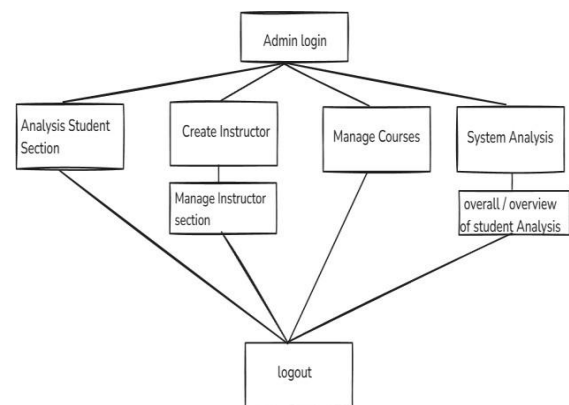 Admin login
Analysis Student
Section
Create Instructor
Manage Courses
System Analysis
Manage Instructor
section
overall / overview
of student Analysis
logout